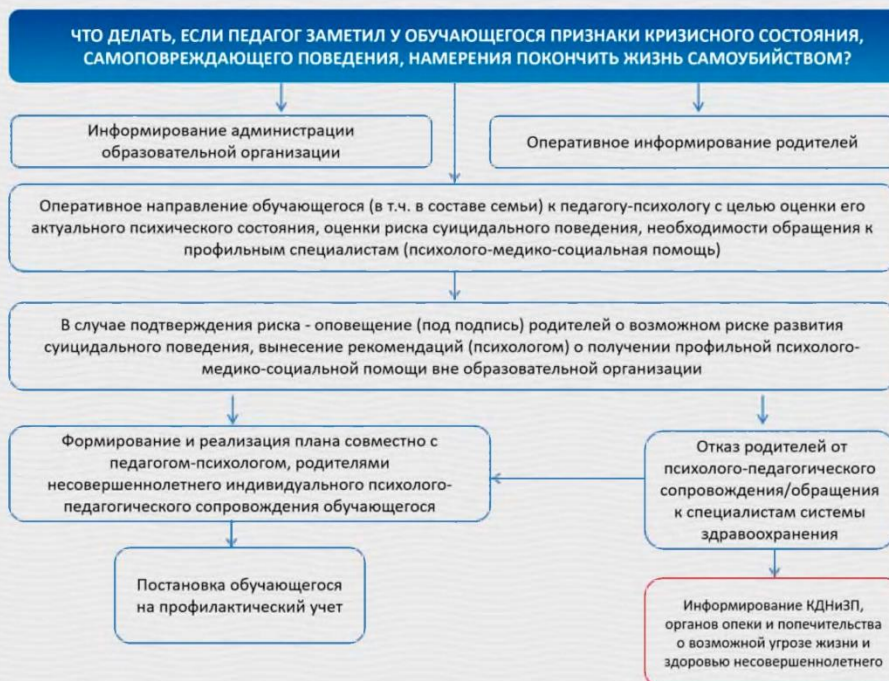 ЧТО ДЕЛАТЬ, ЕСЛИ ПЕДАГОГ ЗАМЕТИЛ У ОБУЧАЮЩЕГОСЯ ПРИЗНАКИ КРИЗИСНОГО СОСТОЯНИЯ,
САМОПОВРЕЖДАЮЩЕГО ПОВЕДЕНИЯ, НАМЕРЕНИЯ ПОКОНЧИТЬ ЖИЗНЬ САМОУБИЙСТВОМ?
Информирование администрации
образовательной организации
Оперативное информирование родителей
Оперативное направление обучающегося (в т.ч. в составе семьи) к педагогу-психологу с целью оценки его
актуального психического состояния, оценки риска суицидального поведения, необходимости обращения к
профильным специалистам (психолого-медико-социальная помощь)
В случае подтверждения риска - оповещение (под подпись) родителей о возможном риске развития
суицидального поведения, вынесение рекомендаций (психологом) о получении профильной психолого-
медико-социальной помощи вне образовательной организации
Формирование и реализация плана совместно с
педагогом-психологом, родителями
несовершеннолетнего индивидуального психолого-
педагогического сопровождения обучающегося
Отказ родителей от
психолого-педагогического
сопровождения/обращения
к специалистам системы
здравоохранения
Постановка обучающегося
на профилактический учет
Информирование КДНиЗП,
органов опеки и попечительства
о возможной угрозе жизни и
здоровью несовершеннолетнего